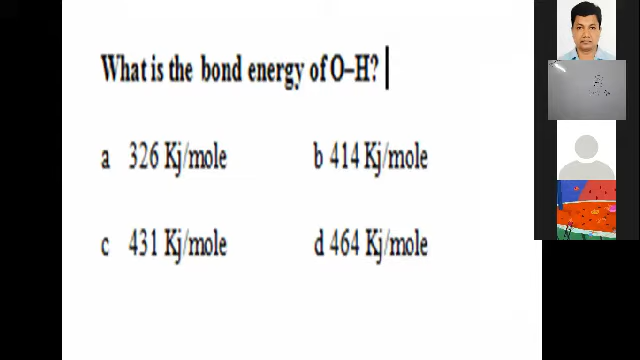 What is the bond energy of O–H?
a 326 Kj/mole b 414 Kj/mole
c 431 Kj/mole d 464 Kj/mole